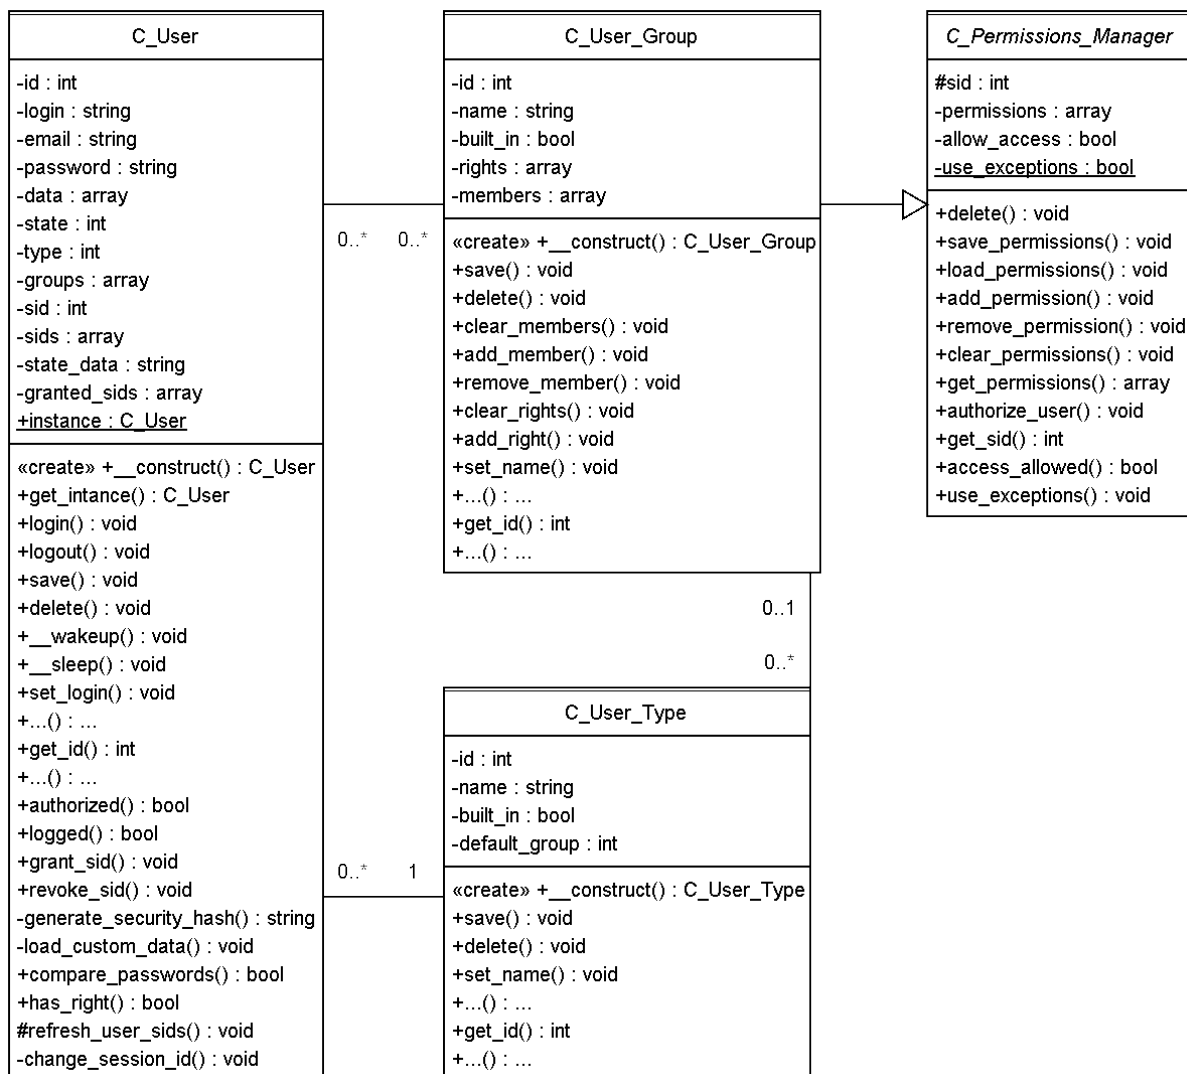 C_User
-id : int
-login : string
-email : string
-password : string
-data : array
-state : int
-type : int
-groups : array
-sid : int
-sids : array
-state_data : string
-granted_sids : array
+instance : C_User
«create» +__construct() : C_User
+get_intance() : C_User
+login() : void
+logout() : void
+save() : void
+delete() : void
+__wakeup() : void
+__sleep() : void
+set_login() : void
+...() : ...
+get_id() : int
+...() : ...
+authorized() : bool
+logged() : bool
+grant_sid() : void
+revoke_sid() : void
-generate_security_hash() : string
-load_custom_data() : void
+compare_passwords() : bool
+has_right() : bool
#refresh_user_sids() : void
-change_session_id() : void
0..* 0..*
0..* 1
C_User_Group
-id : int
-name : string
-built_in : bool
-rights : array
-members : array
«create» +__construct() : C_User_Group
+save() : void
+delete() : void
+clear_members() : void
+add_member() : void
+remove_member() : void
+clear_rights() : void
+add_right() : void
+set_name() : void
+...() : ...
+get_id() : int
+...() : ...
0..1
0..*
C_User_Type
-id : int
-name : string
-built_in : bool
-default_group : int
«create» +__construct() : C_User_Type
+save() : void
+delete() : void
+set_name() : void
+...() : ...
+get_id() : int
+...() : ...
C_Permissions_Manager
#sid : int
-permissions : array
-allow_access : bool
-use_exceptions : bool
+delete() : void
+save_permissions() : void
+load_permissions() : void
+add_permission() : void
+remove_permission() : void
+clear_permissions() : void
+get_permissions() : array
+authorize_user() : void
+get_sid() : int
+access_allowed() : bool
+use_exceptions() : void